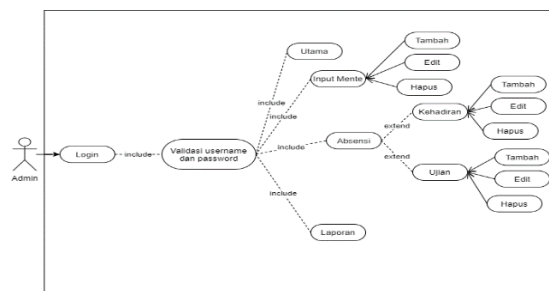 Utama
Tambah
Edit
Hapus
Input Mente
include
include
Kehadiran
Tambah
Edit
Hapus
Admin
Login
include
Validasi username
dan password
include
Absensi
extend
extend
Ujian
Tambah
Edit
Hapus
include
Laporan